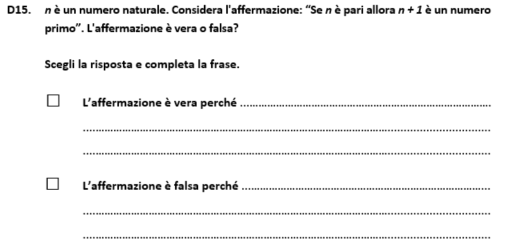 D15. n è un numero naturale. Considera l'affermazione: "Se n è pari allora n + 1 è un numero
primo". L'affermazione è vera o falsa?
Scegli la risposta e completa la frase.
L'affermazione è vera perché ................................................................................
................................................................................................................................
................................................................................................................................
L'affermazione è falsa perché ................................................................................
................................................................................................................................
................................................................................................................................